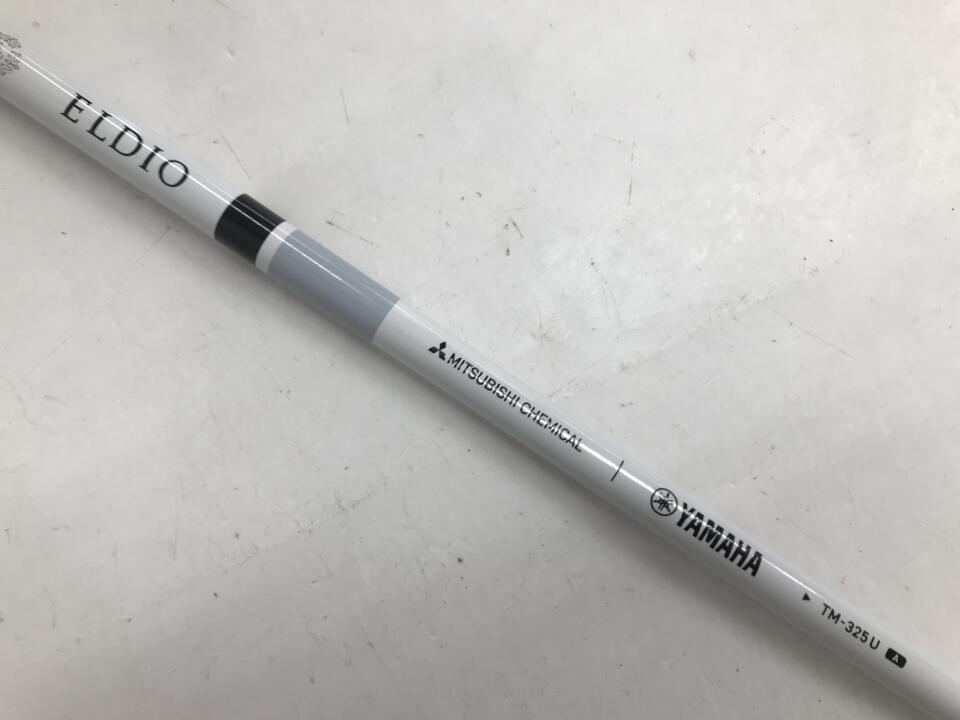 ELDIO
MITSUBISHI CHEMICAL | YAMAHA
TM-325U A